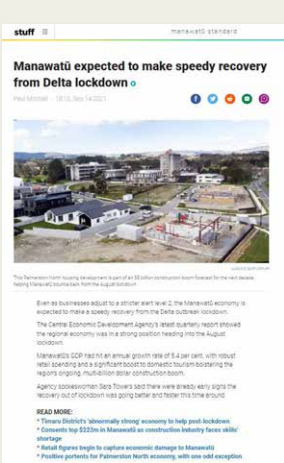 stuff
manawatū standard
Manawatū expected to make speedy recovery
from Delta lockdown
Paul Mitchell · 18:10, Sep 14 2021
This Palmerston North housing development is part of an $8 billion construction boom forecast for the next decade,
helping Manawatū bounce back from the August lockdown.
Even as businesses adjust to a stricter alert level 2, the Manawatū economy is
expected to make a speedy recovery from the Delta outbreak lockdown.
The Central Economic Development Agency's latest quarterly report showed
the regional economy was in a strong position heading into the August
lockdown.
Manawatū's GDP had hit an annual growth rate of 5.4 per cent, with robust
retail spending and a significant boost to domestic tourism bolstering the
region's ongoing, multibillion dollar construction boom.
Agency spokeswoman Sara Towers said there were already early signs the
recovery out of lockdown was going better and faster this time around.
READ MORE:
* Timaru District's 'abnormally strong' economy to help post-lockdown
* Consents top $223m in Manawatū as construction industry faces skills'
shortage
* Retail figures begin to capture economic damage to Manawatū
* Positive portents for Palmerston North economy, with one odd exception